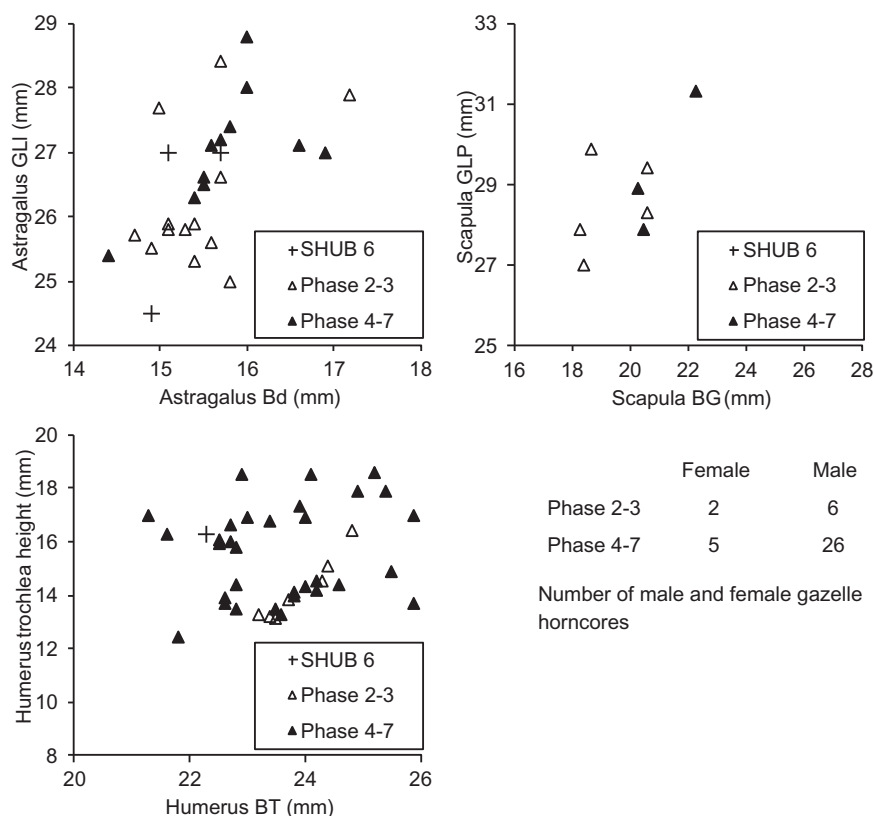 29
28
27
26
25
24
14 15 16 17 18
Astragalus GLI (mm)
Astragalus Bd (mm)
SHUB 6
Phase 2-3
Phase 4-7
33
31
29
27
25
16 18 20 22 24 26 28
Scapula GLP (mm)
Scapula BG (mm)
SHUB 6
Phase 2-3
Phase 4-7
20
18
16
14
12
10
8
20 22 24 26
Humerus trochlea height (mm)
Humerus BT (mm)
SHUB 6
Phase 2-3
Phase 4-7
Female Male
Phase 2-3 2 6
Phase 4-7 5 26
Number of male and female gazelle
horncores